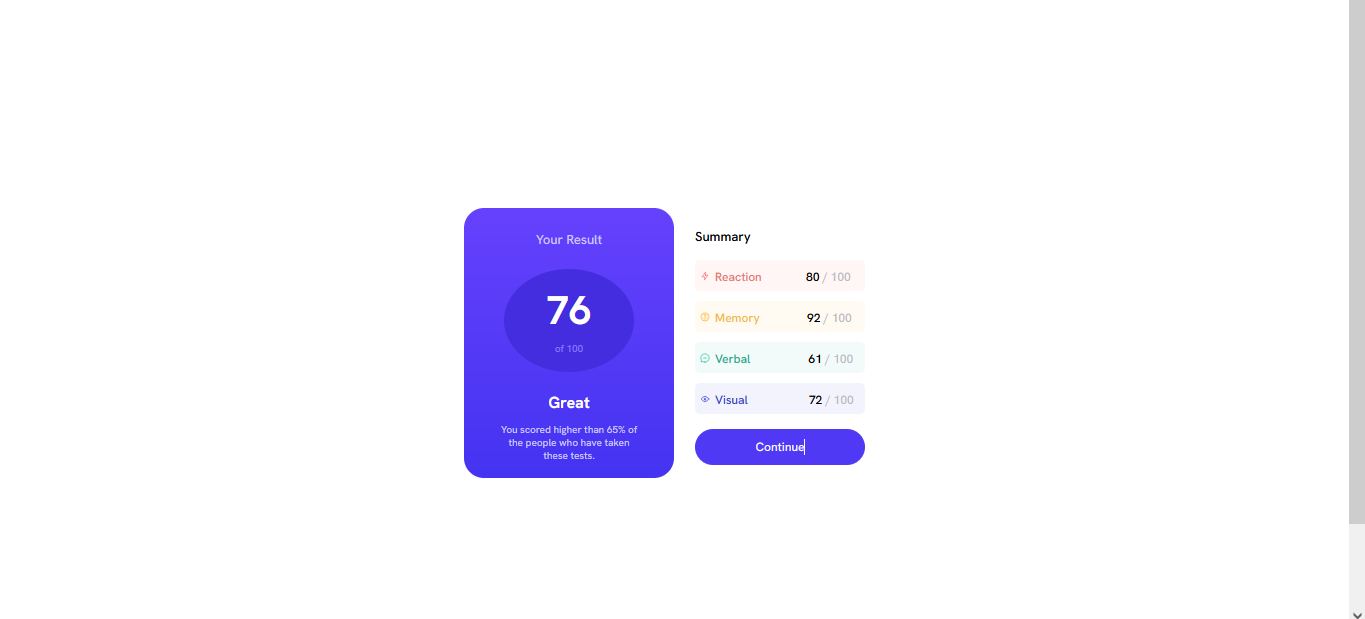 Your Result
76
of 100
Great
You scored higher than 65% of
the people who have taken
these tests.
Summary
Reaction 80 / 100
Memory 92 / 100
Verbal 61 / 100
Visual 72 / 100
Continue